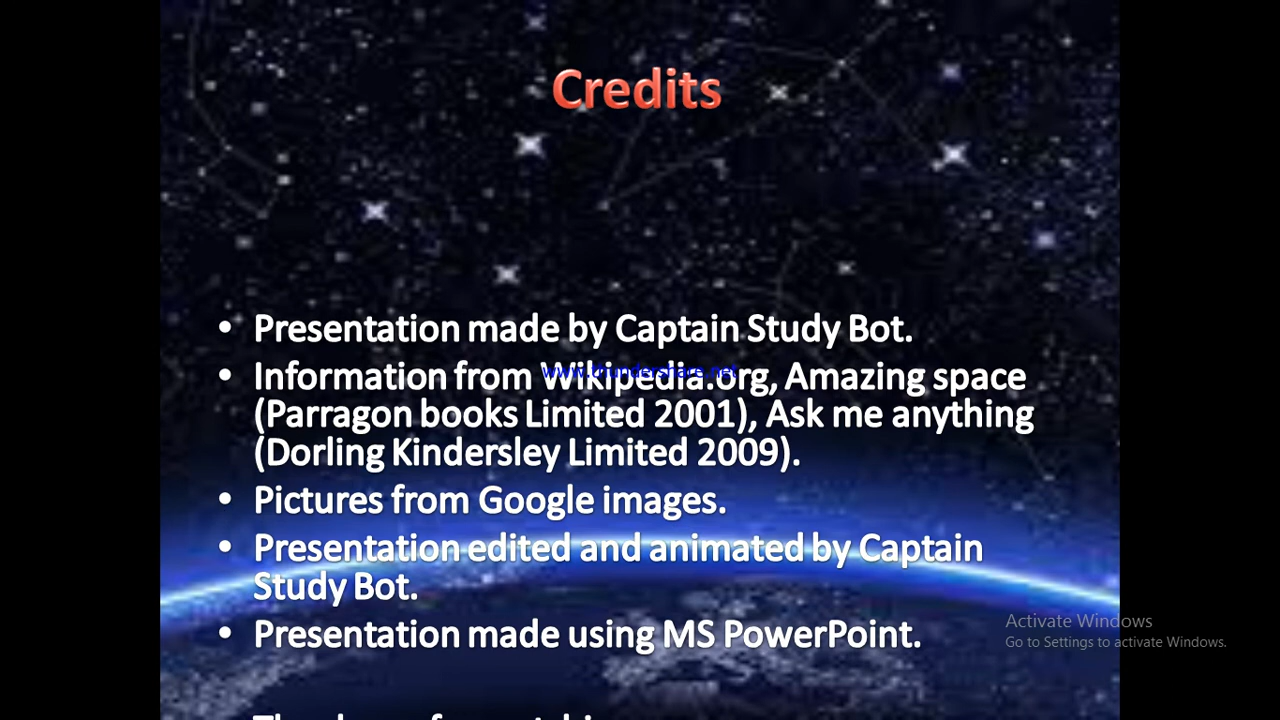 Credits
• Presentation made by Captain Study Bot.
• Information from Wikipedia.org, Amazing space
(Parragon books Limited 2001), Ask me anything
(Dorling Kindersley Limited 2009).
www.thundershare.net
• Pictures from Google images.
• Presentation edited and animated by Captain
Study Bot.
• Presentation made using MS PowerPoint.
Activate Windows
Go to Settings to activate Windows.